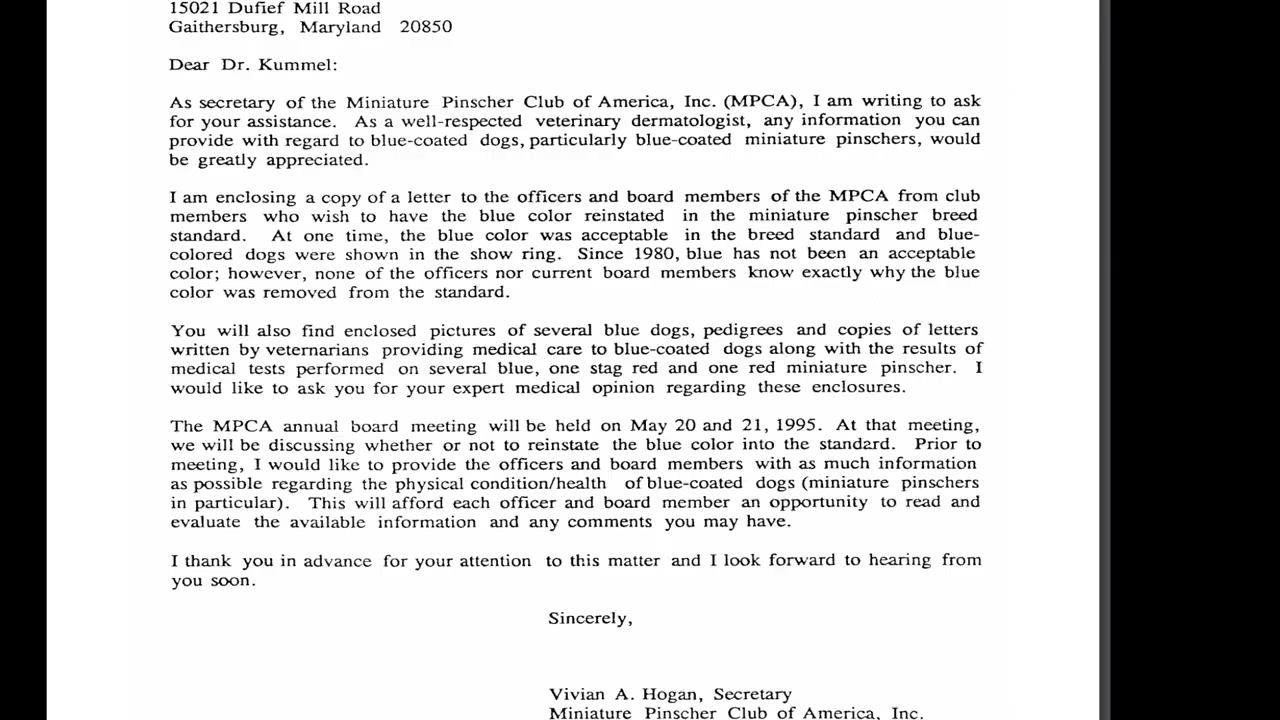 15021 Dufief Mill Road
Gaithersburg, Maryland 20850
Dear Dr. Kummel:
As secretary of the Miniature Pinscher Club of America, Inc. (MPCA), I am writing to ask
for your assistance. As a well-respected veterinary dermatologist, any information you can
provide with regard to blue-coated dogs, particularly blue-coated miniature pinschers, would
be greatly appreciated.
I am enclosing a copy of a letter to the officers and board members of the MPCA from club
members who wish to have the blue color reinstated in the miniature pinscher breed
standard. At one time, the blue color was acceptable in the breed standard and blue-
colored dogs were shown in the show ring. Since 1980, blue has not been an acceptable
color; however, none of the officers nor current board members know exactly why the blue
color was removed from the standard.
You will also find enclosed pictures of several blue dogs, pedigrees and copies of letters
written by veternarians providing medical care to blue-coated dogs along with the results of
medical tests performed on several blue, one stag red and one red miniature pinscher. I
would like to ask you for your expert medical opinion regarding these enclosures.
The MPCA annual board meeting will be held on May 20 and 21, 1995. At that meeting,
we will be discussing whether or not to reinstate the blue color into the standard. Prior to
meeting, I would like to provide the officers and board members with as much information
as possible regarding the physical condition/health of blue-coated dogs (miniature pinschers
in particular). This will afford each officer and board member an opportunity to read and
evaluate the available information and any comments you may have.
I thank you in advance for your attention to this matter and I look forward to hearing from
you soon.
Sincerely,
Vivian A. Hogan, Secretary
Miniature Pinscher Club of America, Inc.